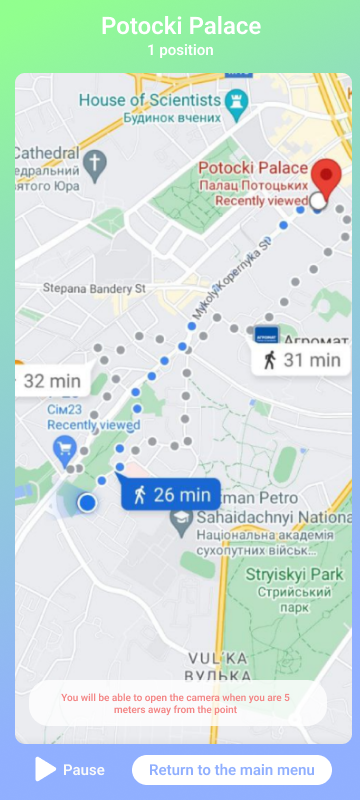 Potocki Palace
1 position
House of Scientists
Будинок вчених
Cathedral
едральний
ятого Юра
Potocki Palace
Палац Потоцьких
Recently viewed
Mykoly Kopernyka St
Stepana Bandery St
Агромат
31 min
32 min
Сім23
Recently viewed
26 min
man Petro
Sahaidachnyi Nationa
Національна академія
сухопутних військ...
Stryiskyi Park
Стрийський
парк
VUL'KA
ВУЛЬКА
You will be able to open the camera when you are 5
meters away from the point
Pause
Return to the main menu